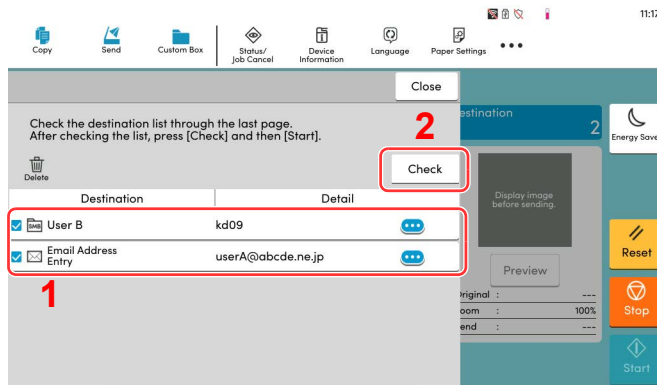 11:17
Copy
Send
Custom Box
Status/
Job Cancel
Device
Information
Language
Paper Settings
Close
Check the destination list through the last page.
After checking the list, press [Check] and then [Start].
2
Delete
Check
Destination
Detail
SMB
User B
kd09
Email Address
Entry
userA@abcde.ne.jp
1
estination
2
Display image
before sending.
Preview
riginal : ---
oom : 100%
end : ---
Energy Save
Reset
Stop
Start